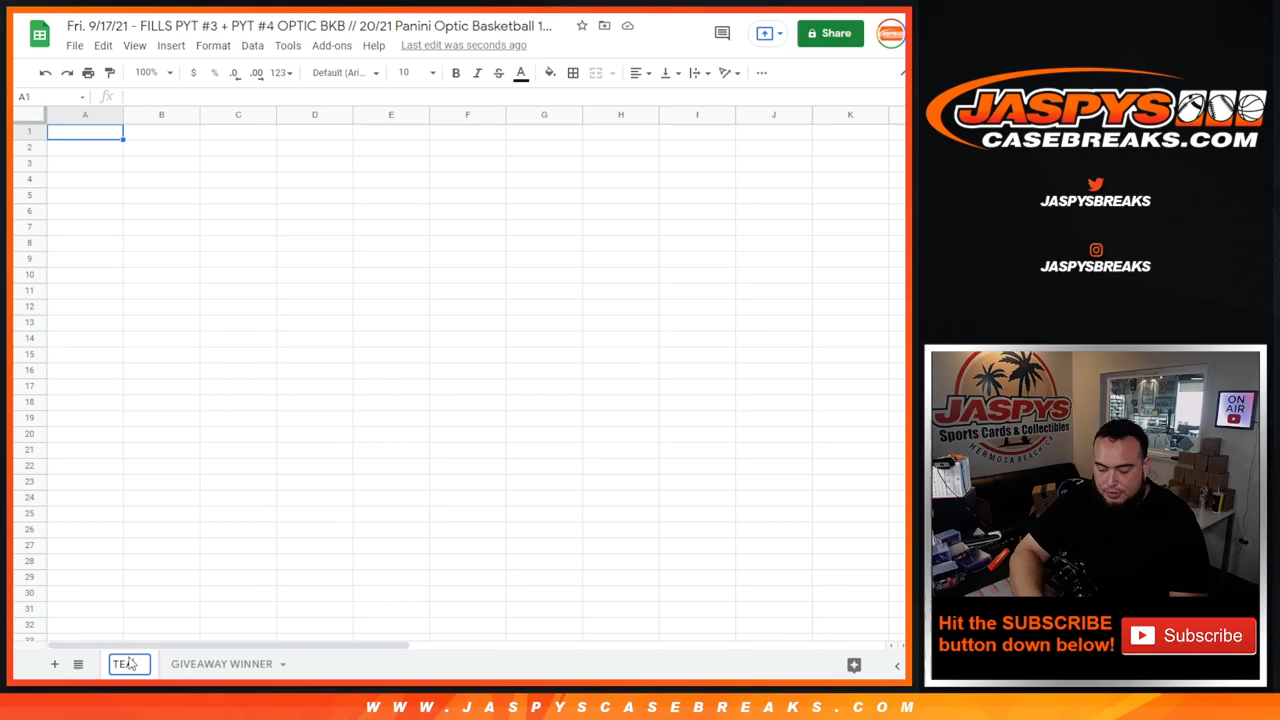 Fri. 9/17/21 - FILLS PYT #3 + PYT #4 OPTIC BKB // 20/21 Panini Optic Basketball 1...
File Edit View Insert Format Data Tools Add-ons Help Last edit was seconds ago
Share
100% $ % .0 .00 123 Default (Ari... 10 B I S A
A1 fx
A B C D E F G H I J K
1
2
3
4
5
6
7
8
9
10
11
12
13
14
15
16
17
18
19
20
21
22
23
24
25
26
27
28
29
30
31
32
33
GIVEAWAY WINNER
JASPYS
CASEBREAKS.COM
JASPYSBREAKS
JASPYSBREAKS
JASPYS
Sports Cards & Collectibles
HERMOSA BEACH CA
ON AIR
Hit the SUBSCRIBE
button down below!
Subscribe
WWW.JASPYSCASEBREAKS.COM